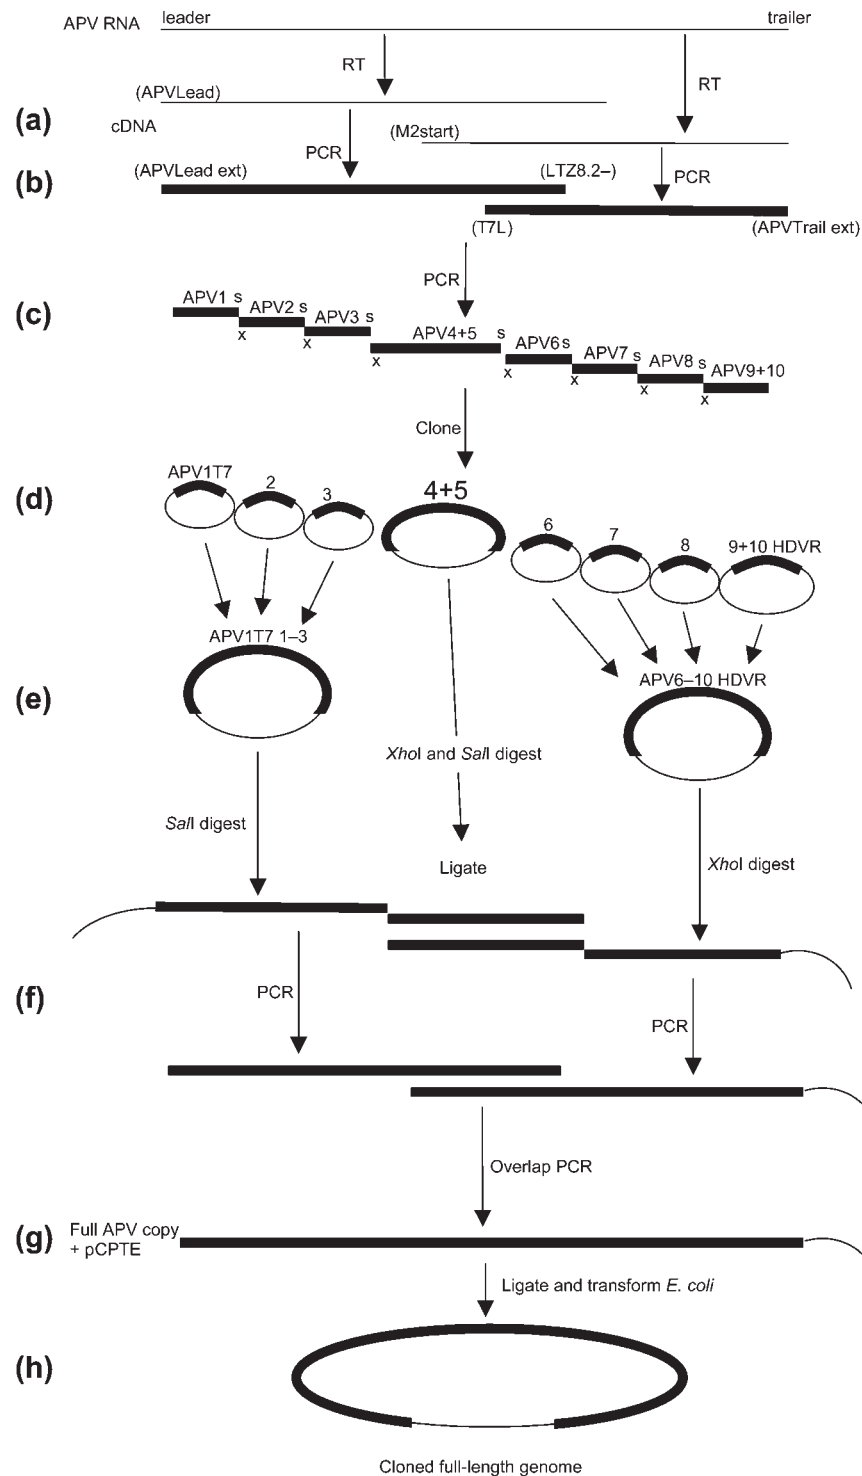 APV RNA leader trailer
RT
RT
(APVLead)
(a)
cDNA
(M2start)
PCR
(b)
(APVLead ext) (LTZ8.2–) PCR
(T7L) (APVTrail ext)
PCR
(c)
APV1 s APV2 s APV3 s APV4+5 s APV6 s APV7 s APV8 s APV9+10
x x x x x x x
Clone
(d)
APV1T7 2 3 4+5 6 7 8 9+10 HDVR
APV1T7 1–3
APV6–10 HDVR
(e)
XhoI and SalI digest
SalI digest
XhoI digest
Ligate
(f)
PCR
PCR
Overlap PCR
(g)
Full APV copy
+ pCPTE
Ligate and transform E. coli
(h)
Cloned full-length genome